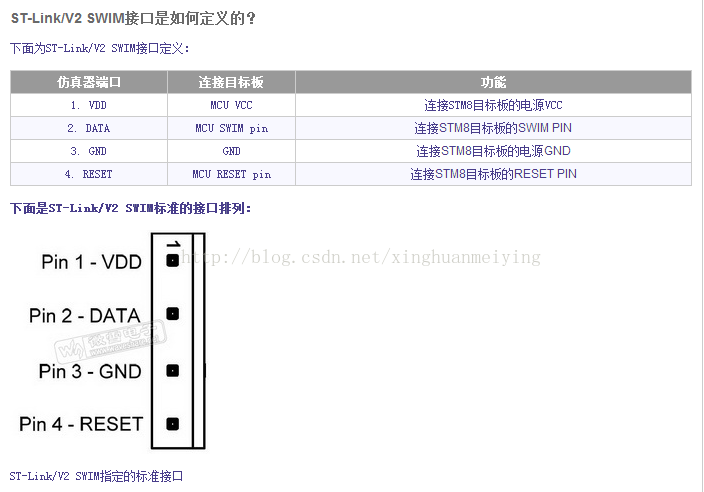 ST-Link/V2 SWIM接口是如何定义的？
下面为ST-Link/V2 SWIM接口定义：
仿真器端口 连接目标板 功能
1. VDD MCU VCC 连接STM8目标板的电源VCC
2. DATA MCU SWIM pin 连接STM8目标板的SWIM PIN
3. GND GND 连接STM8目标板的电源GND
4. RESET MCU RESET pin 连接STM8目标板的RESET PIN
下面是ST-Link/V2 SWIM标准的接口排列：
1
http://blog.csdn.net/xinghuanmeiying
Pin 1 - VDD
Pin 2 - DATA
微雪电子
Pin 3 - GND
Pin 4 - RESET
ST-Link/V2 SWIM指定的标准接口